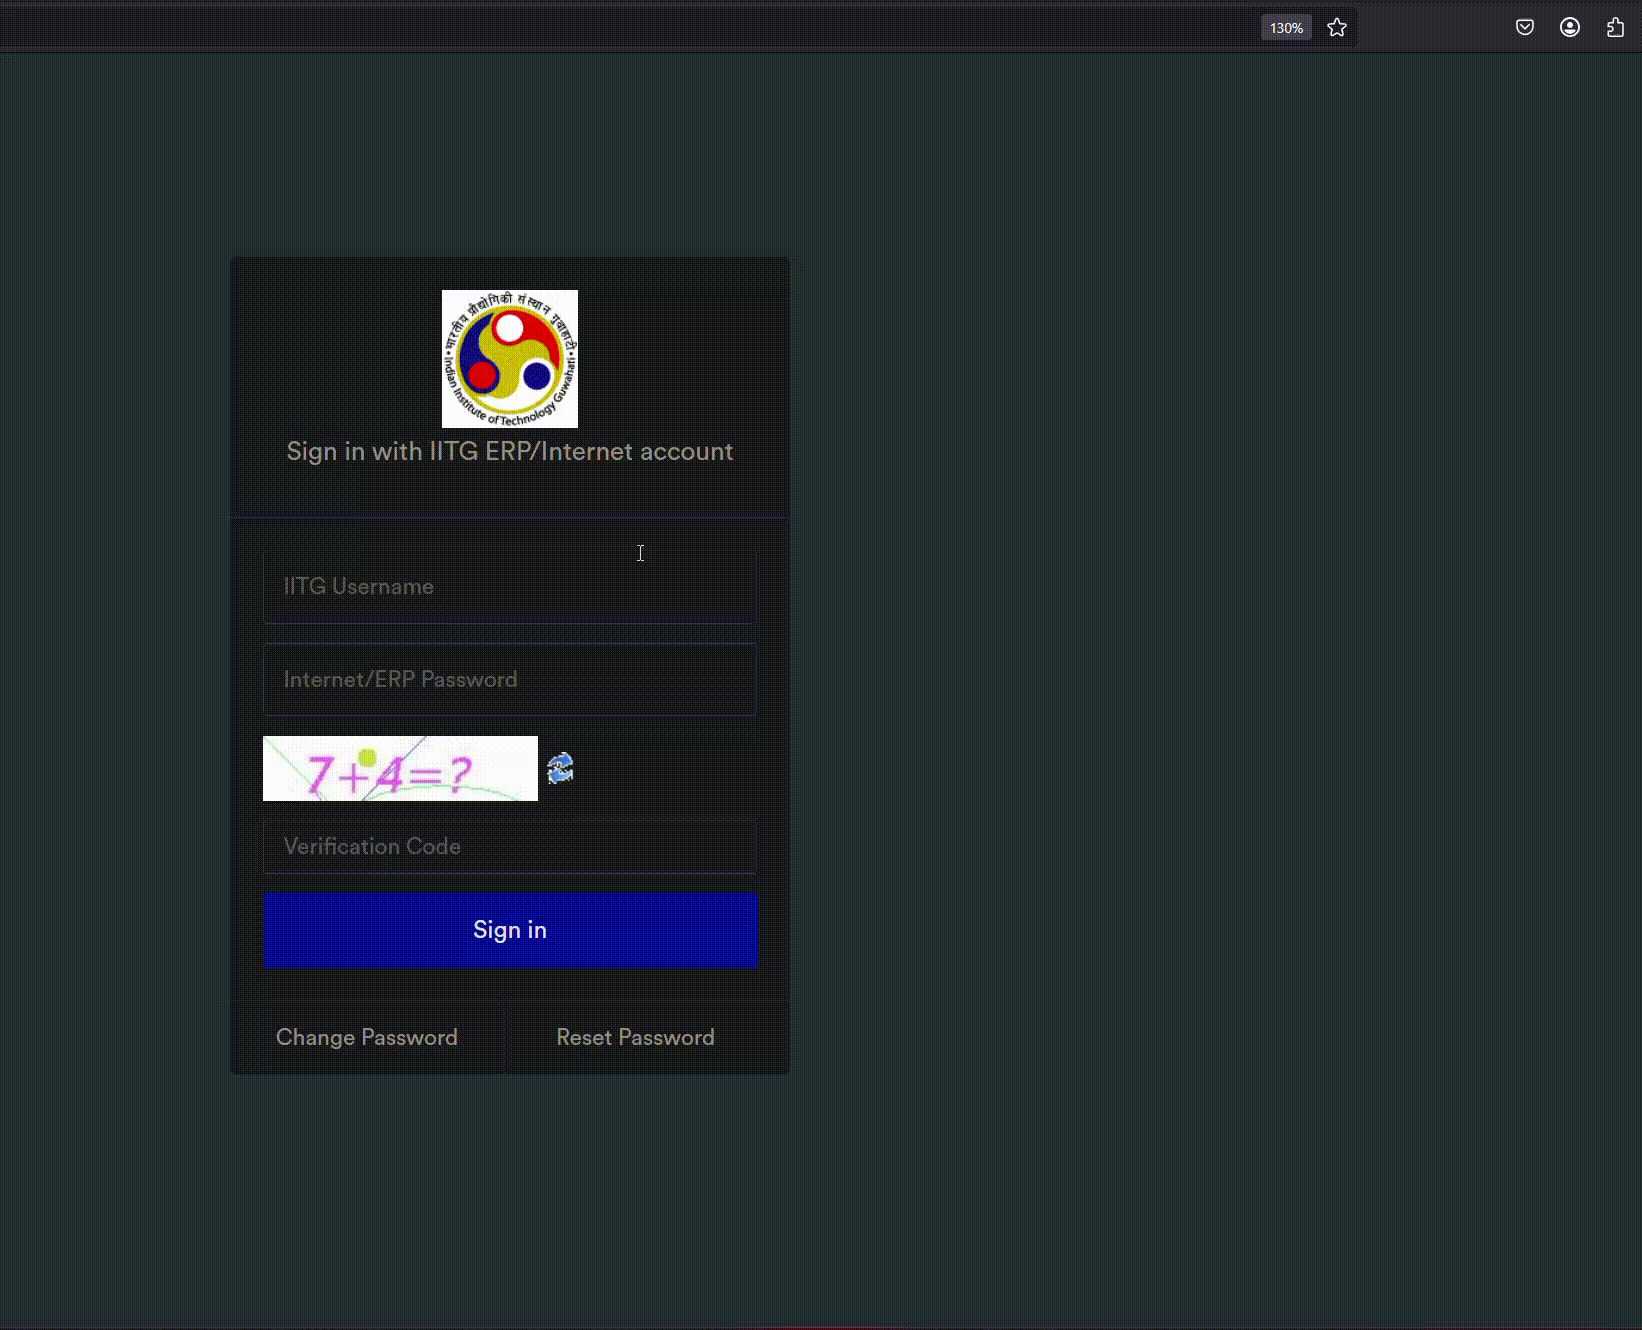 130%
भारतीय प्रौद्योगिकी संस्थान गुवाहाटी
Indian Institute of Technology Guwahati
Sign in with IITG ERP/Internet account
IITG Username
Internet/ERP Password
7+4=?
Verification Code
Sign in
Change Password Reset Password